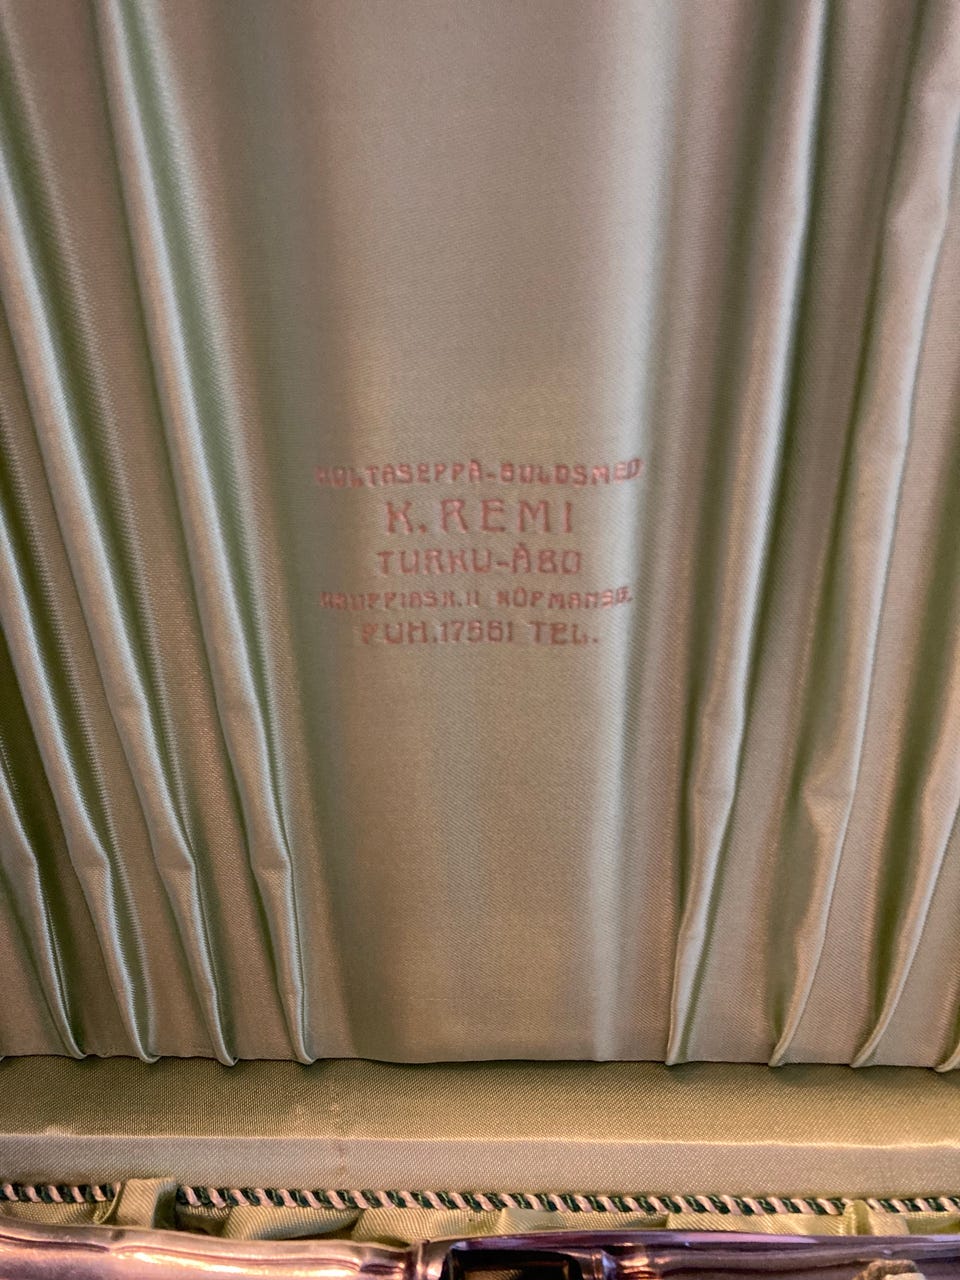 KULTASEPPÄ-GULDSMED
K. REMI
TURKU-ÅBO
KAUPPIASK.11 KÖPMANSG.
PUH.17561 TEL.